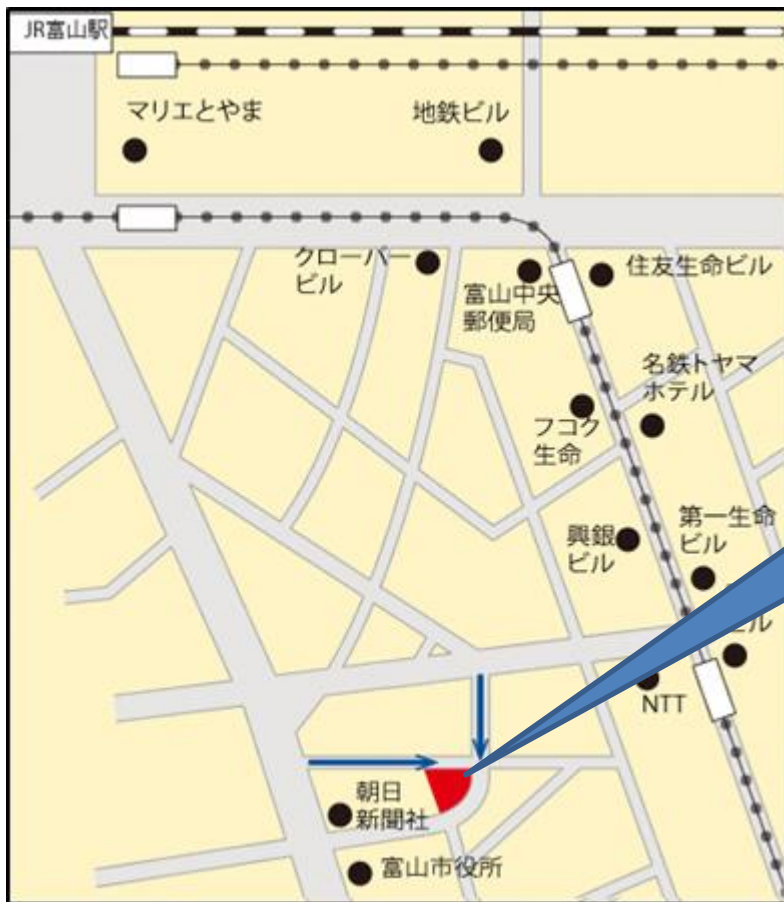 JR富山駅
マリエとやま
地鉄ビル
クローバー
ビル
富山中央
郵便局
住友生命ビル
名鉄トヤマ
ホテル
フコク
生命
興銀
ビル
第一生命
ビル
ビル
NTT
朝日
新聞社
富山市役所